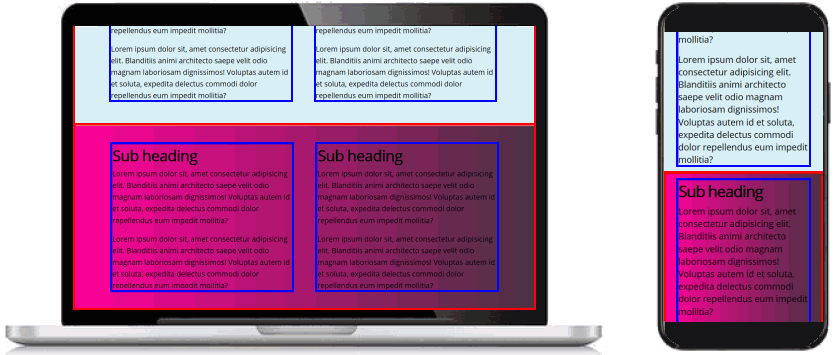 repellendus eum impedit mollitia?
Lorem ipsum dolor sit, amet consectetur adipisicing
elit. Blanditiis animi architecto saepe velit odio
magnam laboriosam dignissimos! Voluptas autem id
et soluta, expedita delectus commodi dolor
repellendus eum impedit mollitia?
repellendus eum impedit mollitia?
Lorem ipsum dolor sit, amet consectetur adipisicing
elit. Blanditiis animi architecto saepe velit odio
magnam laboriosam dignissimos! Voluptas autem id
et soluta, expedita delectus commodi dolor
repellendus eum impedit mollitia?
Sub heading
Lorem ipsum dolor sit, amet consectetur adipisicing
elit. Blanditiis animi architecto saepe velit odio
magnam laboriosam dignissimos! Voluptas autem id
et soluta, expedita delectus commodi dolor
repellendus eum impedit mollitia?
Lorem ipsum dolor sit, amet consectetur adipisicing
elit. Blanditiis animi architecto saepe velit odio
magnam laboriosam dignissimos! Voluptas autem id
et soluta, expedita delectus commodi dolor
repellendus eum impedit mollitia?
Sub heading
Lorem ipsum dolor sit, amet consectetur adipisicing
elit. Blanditiis animi architecto saepe velit odio
magnam laboriosam dignissimos! Voluptas autem id
et soluta, expedita delectus commodi dolor
repellendus eum impedit mollitia?
Lorem ipsum dolor sit, amet consectetur adipisicing
elit. Blanditiis animi architecto saepe velit odio
magnam laboriosam dignissimos! Voluptas autem id
et soluta, expedita delectus commodi dolor
repellendus eum impedit mollitia?
mollitia?
Lorem ipsum dolor sit, amet
consectetur adipisicing elit.
Blanditiis animi architecto
saepe velit odio magnam
laboriosam dignissimos!
Voluptas autem id et soluta,
expedita delectus commodi
dolor repellendus eum impedit
mollitia?
Sub heading
Lorem ipsum dolor sit, amet
consectetur adipisicing elit.
Blanditiis animi architecto
saepe velit odio magnam
laboriosam dignissimos!
Voluptas autem id et soluta,
expedita delectus commodi
dolor repellendus eum impedit
mollitia?